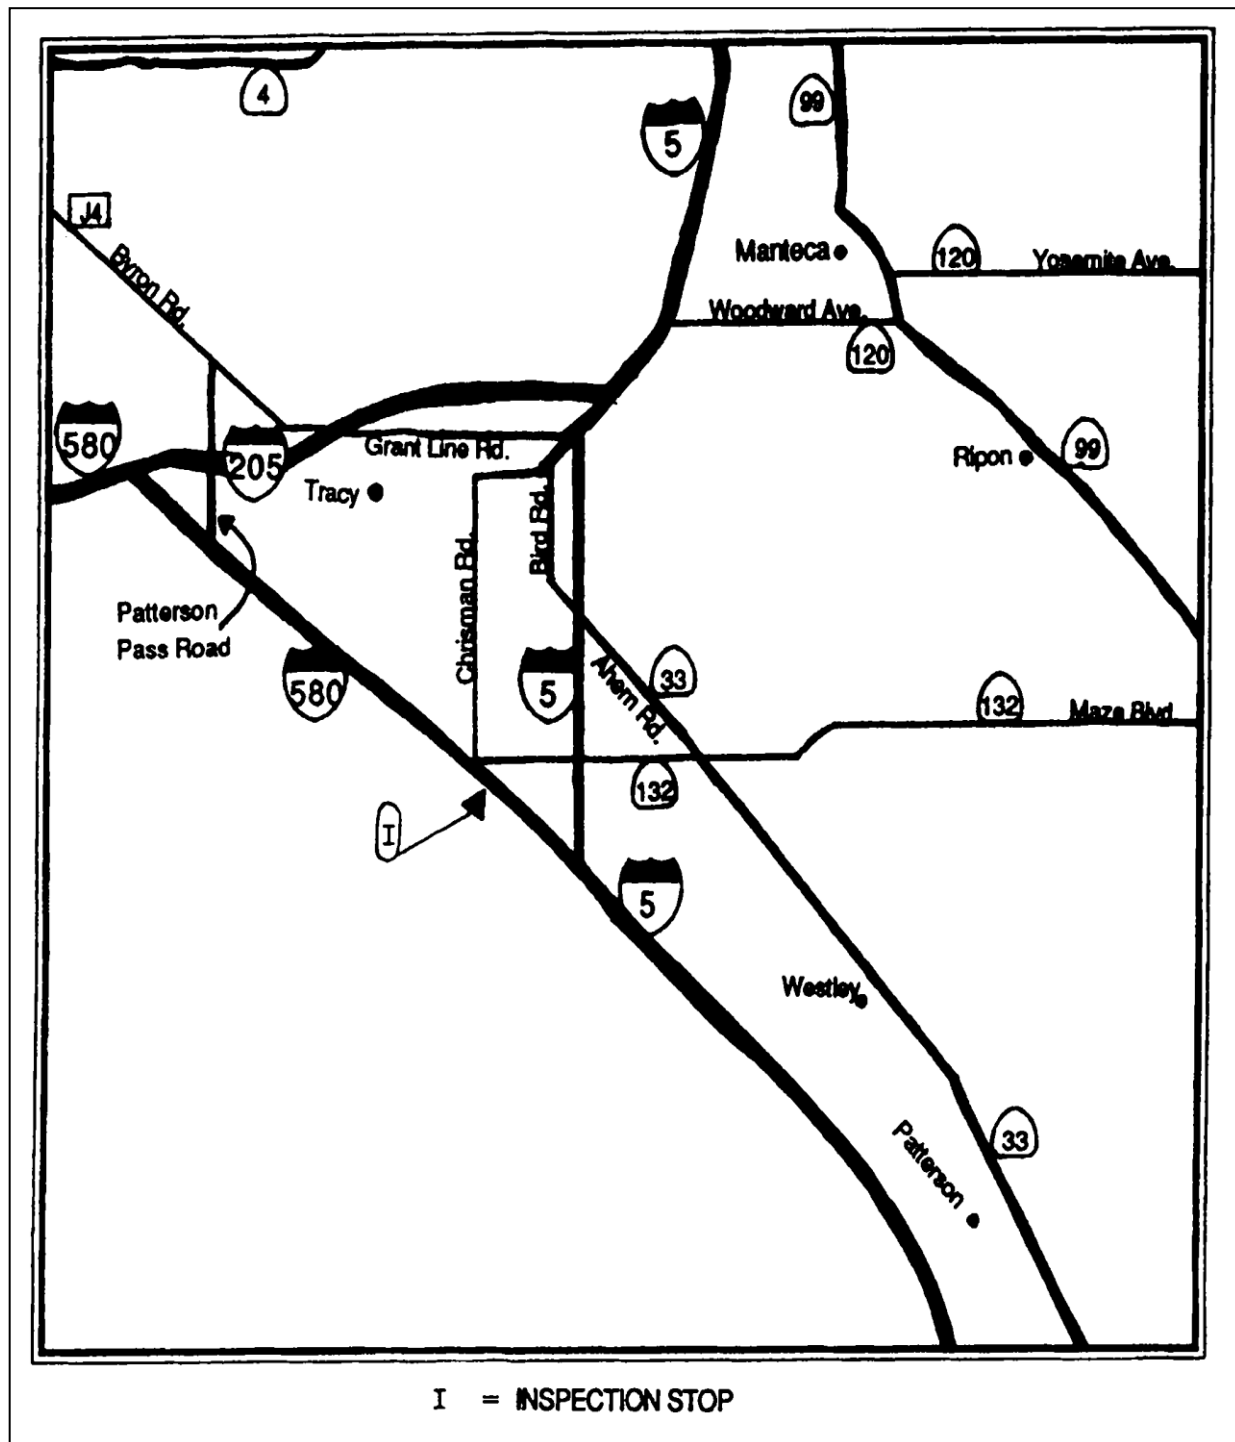 4
5
99
J4
Byron Rd.
Manteca
120
Yosemite Ave.
Woodward Ave.
120
580
205
Grant Line Rd.
Tracy
Ripon
99
Bird Rd.
Chrisman Rd.
Patterson
Pass Road
580
5
Ahern Rd.
33
132
Maze Blvd
132
I
5
Westley
Patterson
33
I = INSPECTION STOP